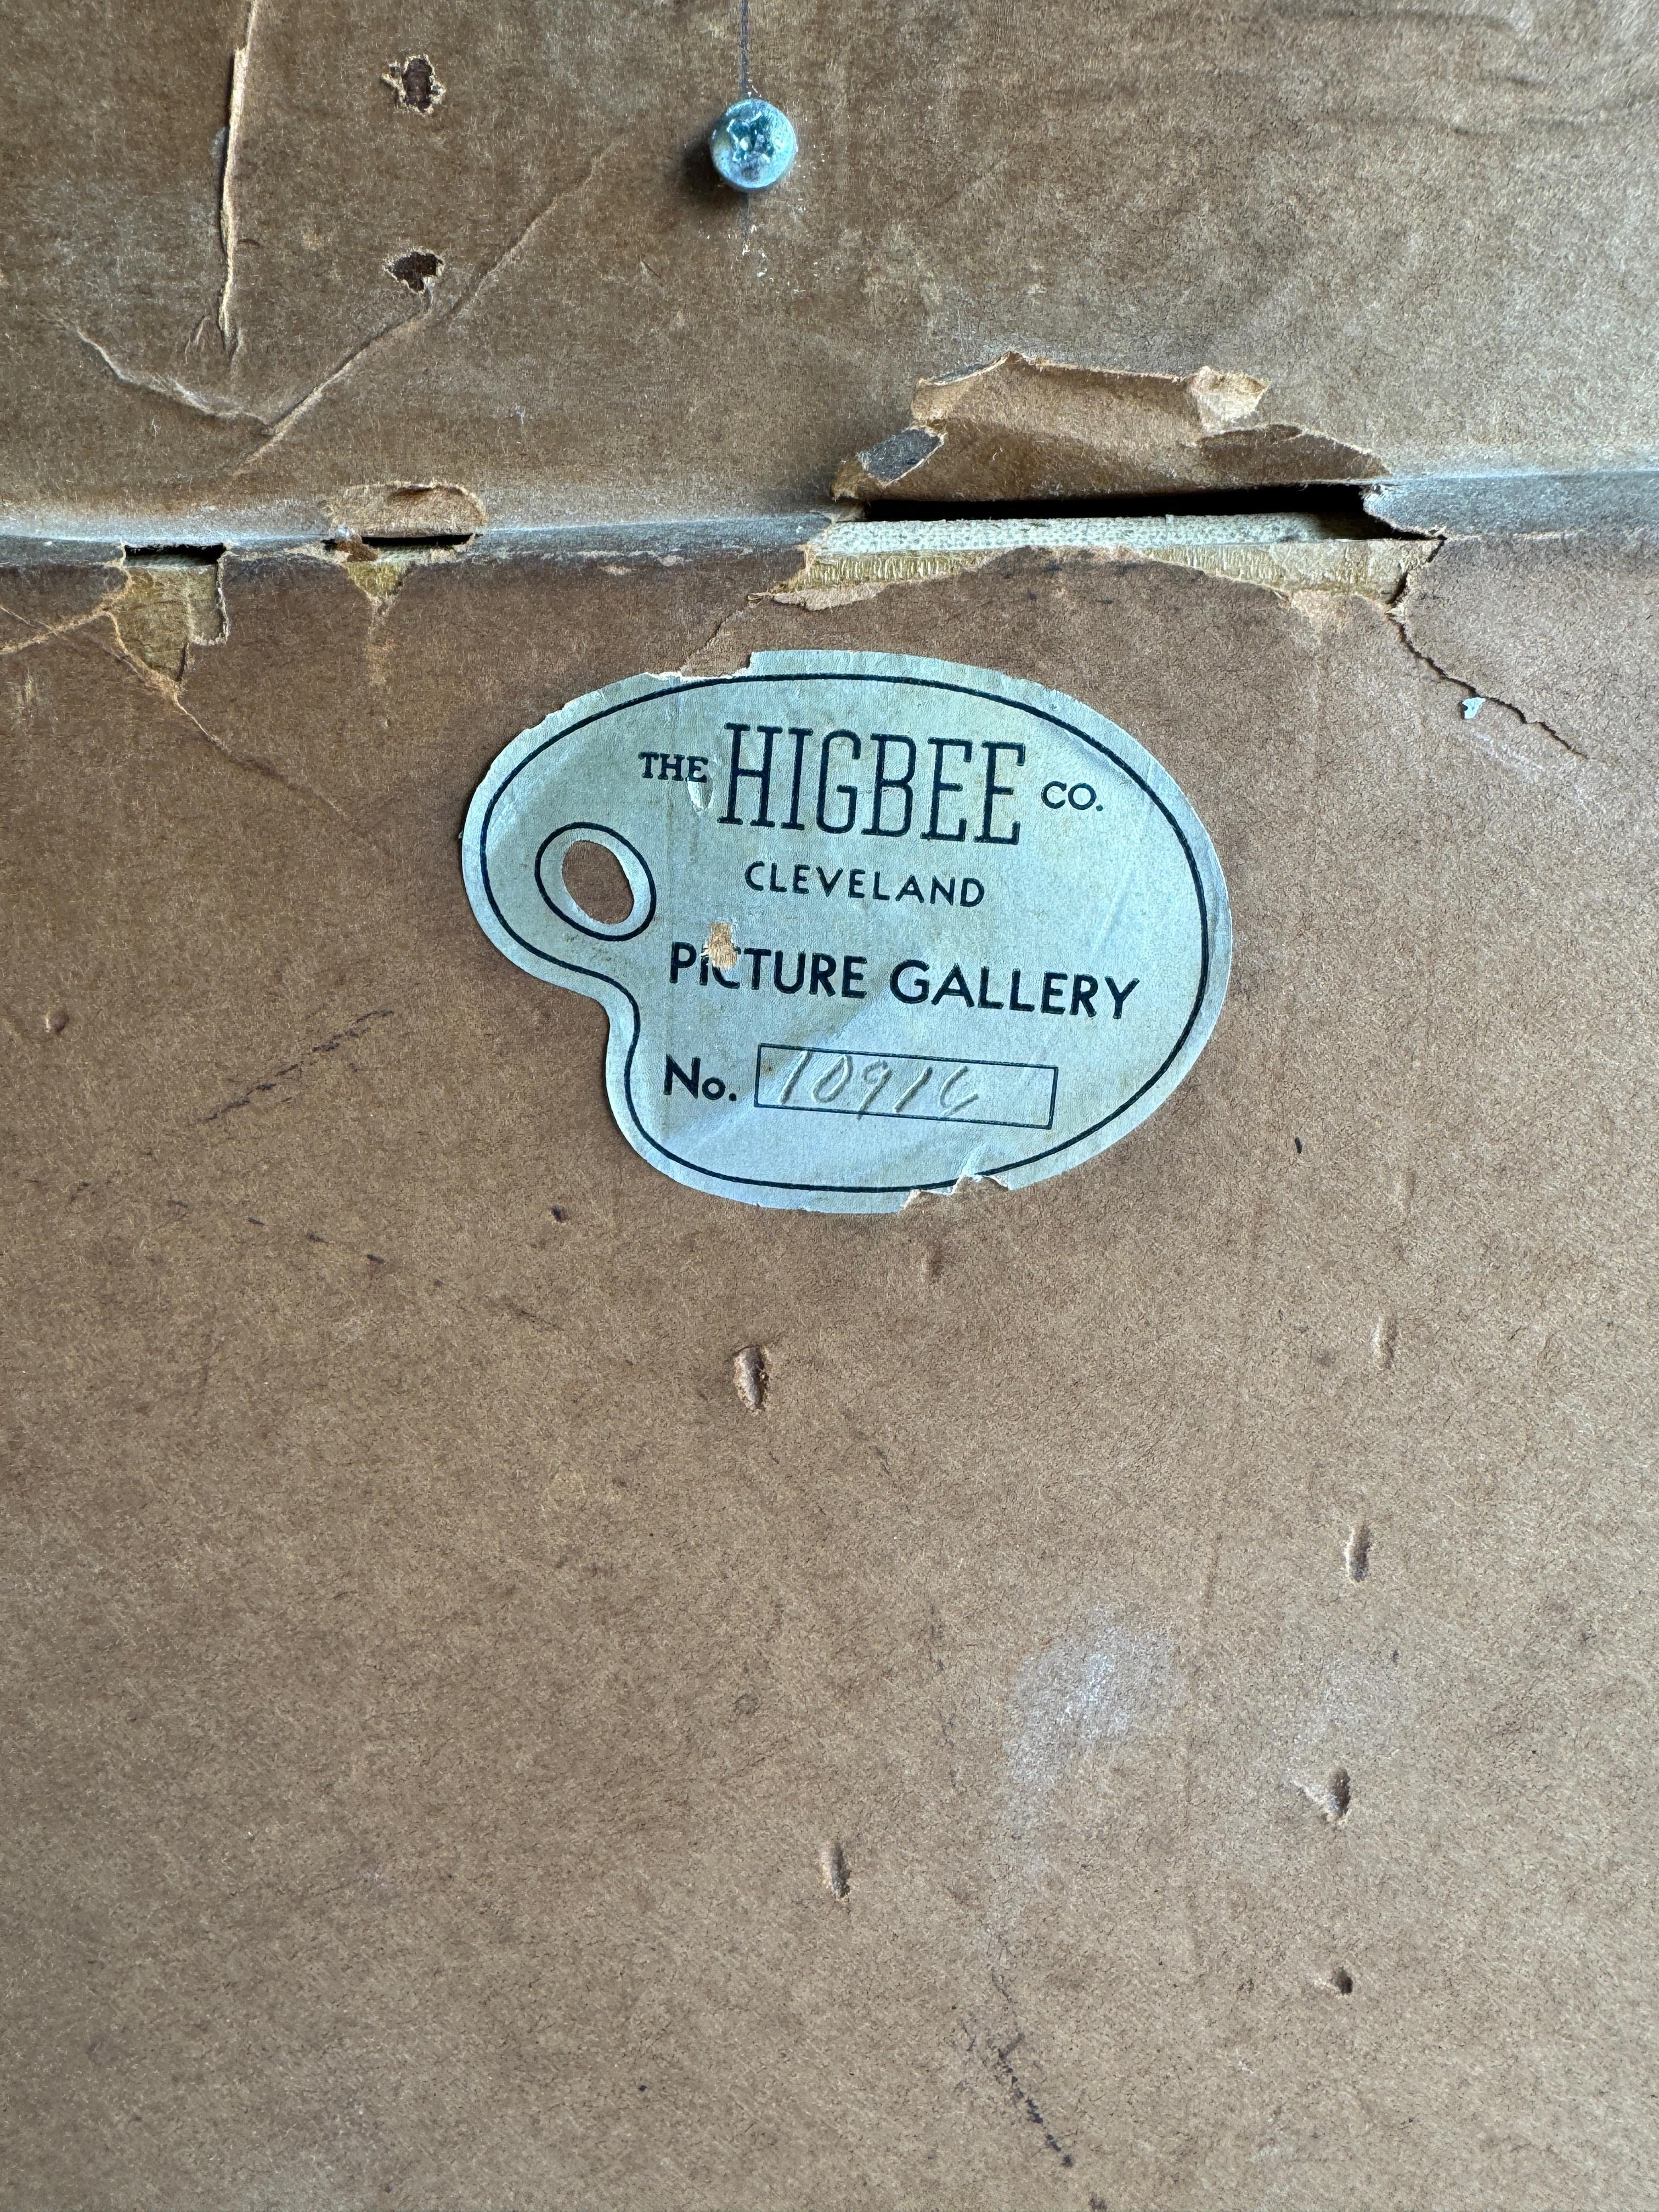 THE HIGBEE CO.
CLEVELAND
PICTURE GALLERY
No. 10916